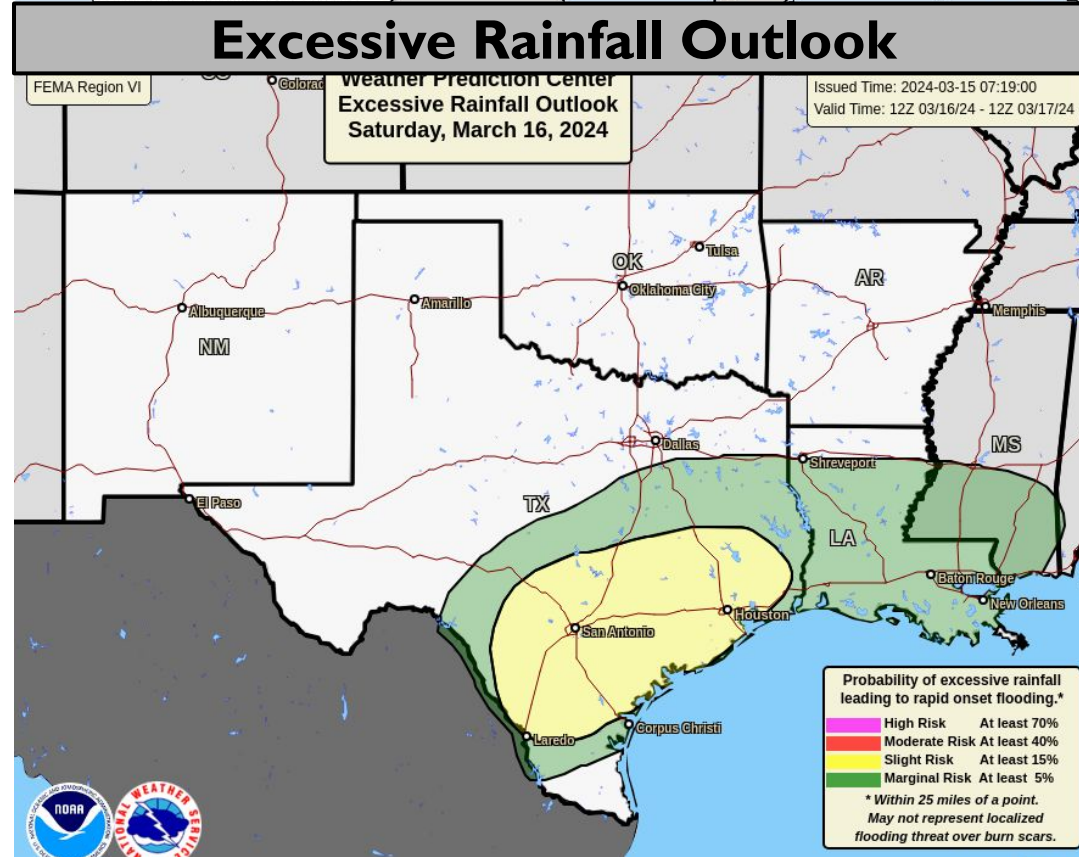 Excessive Rainfall Outlook
FEMA Region VI
Weather Prediction Center
Excessive Rainfall Outlook
Saturday, March 16, 2024
Issued Time: 2024-03-15 07:19:00
Valid Time: 12Z 03/16/24 - 12Z 03/17/24
Colorad
Tulsa
OK
Oklahoma City
AR
Amarillo
Albuquerque
Memphis
NM
Dallas
MS
Shreveport
El Paso
TX
LA
Baton Rouge
New Orleans
Houston
San Antonio
Corpus Christi
Laredo
Probability of excessive rainfall
leading to rapid onset flooding.*
High Risk At least 70%
Moderate Risk At least 40%
Slight Risk At least 15%
Marginal Risk At least 5%
* Within 25 miles of a point.
May not represent localized
flooding threat over burn scars.
NOAA
NATIONAL WEATHER SERVICE